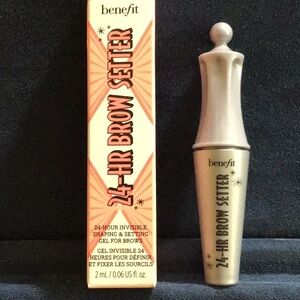 benefit
24-HR BROW SETTER
24-HOUR INVISIBLE
SHAPING & SETTING
GEL FOR BROWS
GEL INVISIBLE 24
HEURES POUR DÉFINIR
ET FIXER LES SOURCILS
2 mL / 0.06 US fl. oz.
benefit
24-HR BROW SETTER